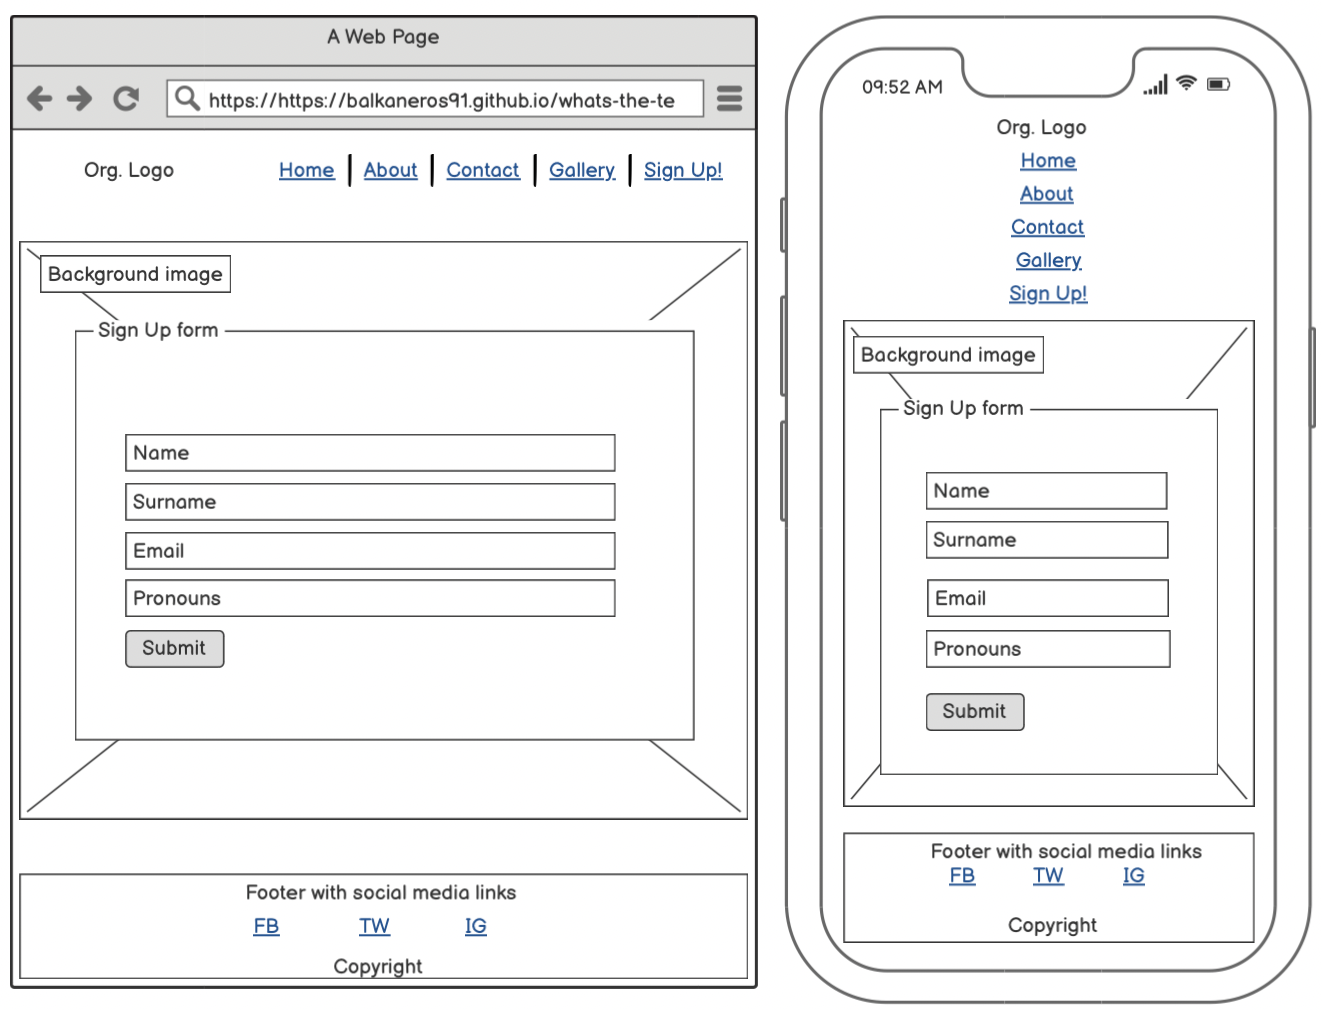 A Web Page
https://https://balkaneros91.github.io/whats-the-te
Org. Logo
Home
About
Contact
Gallery
Sign Up!
Background image
Sign Up form
Name
Surname
Email
Pronouns
Submit
Footer with social media links
FB TW IG
Copyright
09:52 AM
Org. Logo
Home
About
Contact
Gallery
Sign Up!
Background image
Sign Up form
Name
Surname
Email
Pronouns
Submit
Footer with social media links
FB TW IG
Copyright